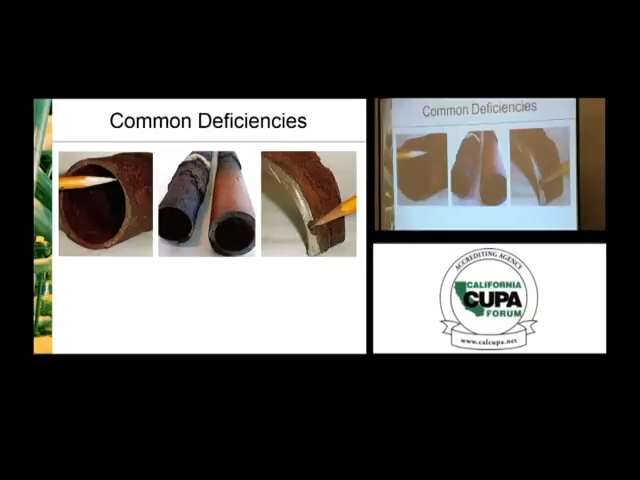 Common Deficiencies
Common Deficiencies
ACCREDITING AGENCY
CALIFORNIA
CUPA
FORUM
www.calcupa.net